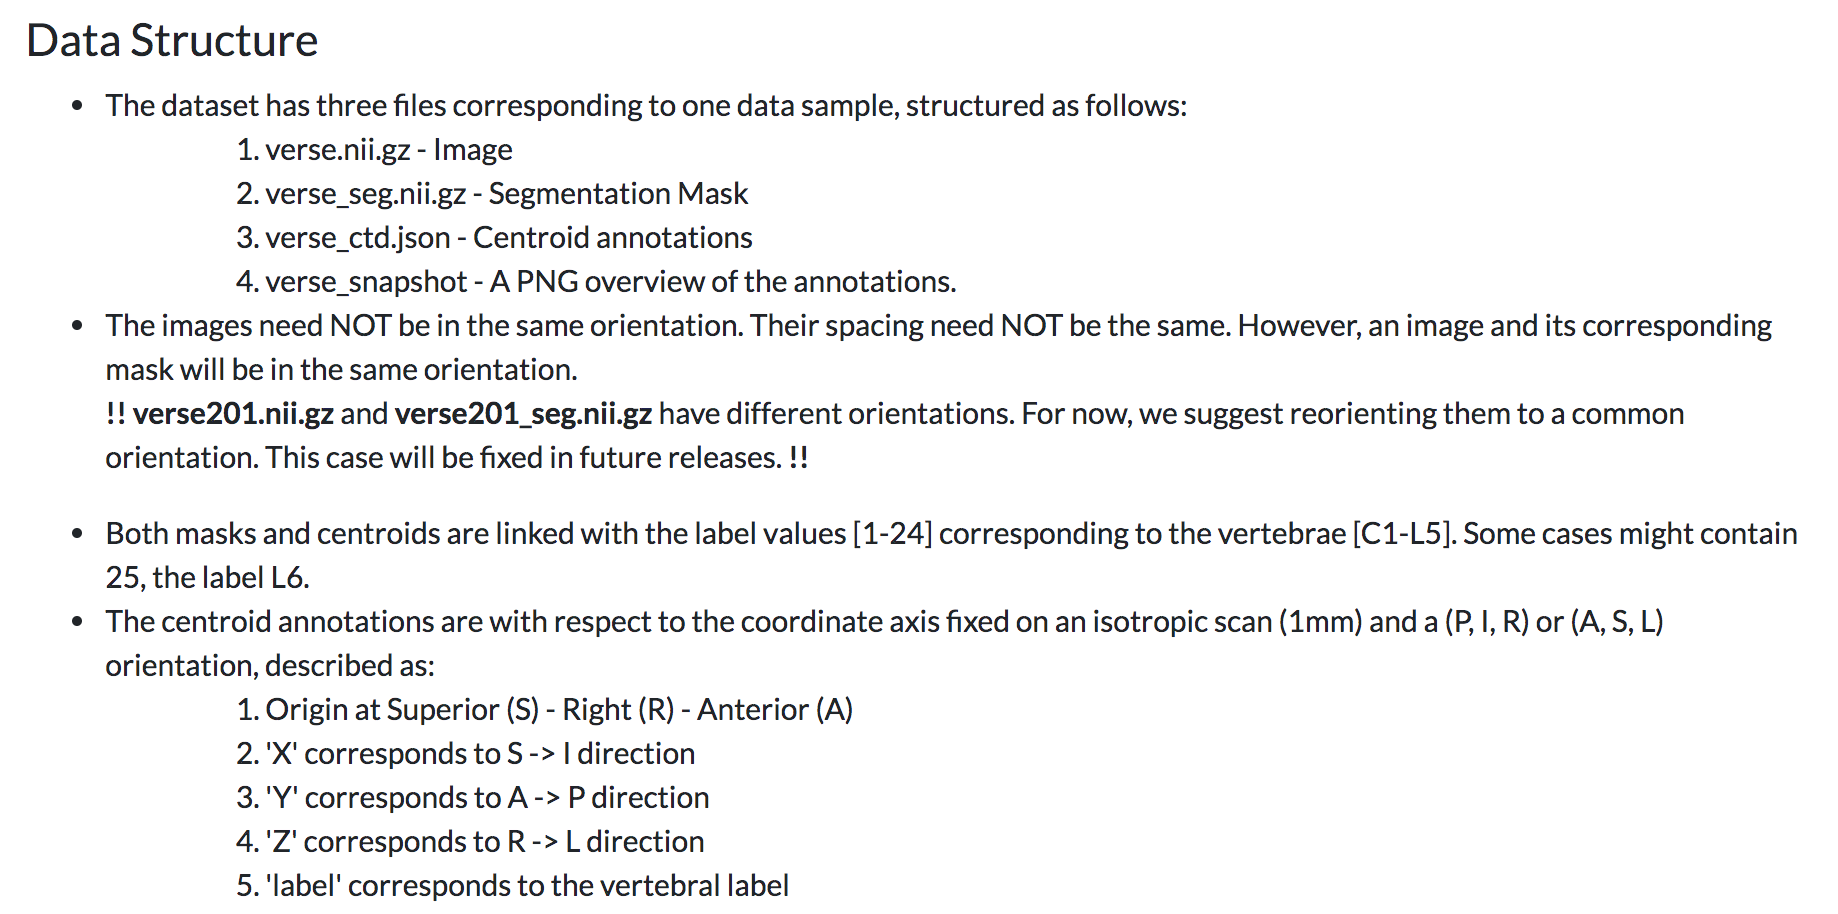 Data Structure
• The dataset has three files corresponding to one data sample, structured as follows:
1. verse.nii.gz - Image
2. verse_seg.nii.gz - Segmentation Mask
3. verse_ctd.json - Centroid annotations
4. verse_snapshot - A PNG overview of the annotations.
• The images need NOT be in the same orientation. Their spacing need NOT be the same. However, an image and its corresponding
mask will be in the same orientation.
!! verse201.nii.gz and verse201_seg.nii.gz have different orientations. For now, we suggest reorienting them to a common
orientation. This case will be fixed in future releases. !!
• Both masks and centroids are linked with the label values [1-24] corresponding to the vertebrae [C1-L5]. Some cases might contain
25, the label L6.
• The centroid annotations are with respect to the coordinate axis fixed on an isotropic scan (1mm) and a (P, I, R) or (A, S, L)
orientation, described as:
1. Origin at Superior (S) - Right (R) - Anterior (A)
2. 'X' corresponds to S -> I direction
3. 'Y' corresponds to A -> P direction
4. 'Z' corresponds to R -> L direction
5. 'label' corresponds to the vertebral label